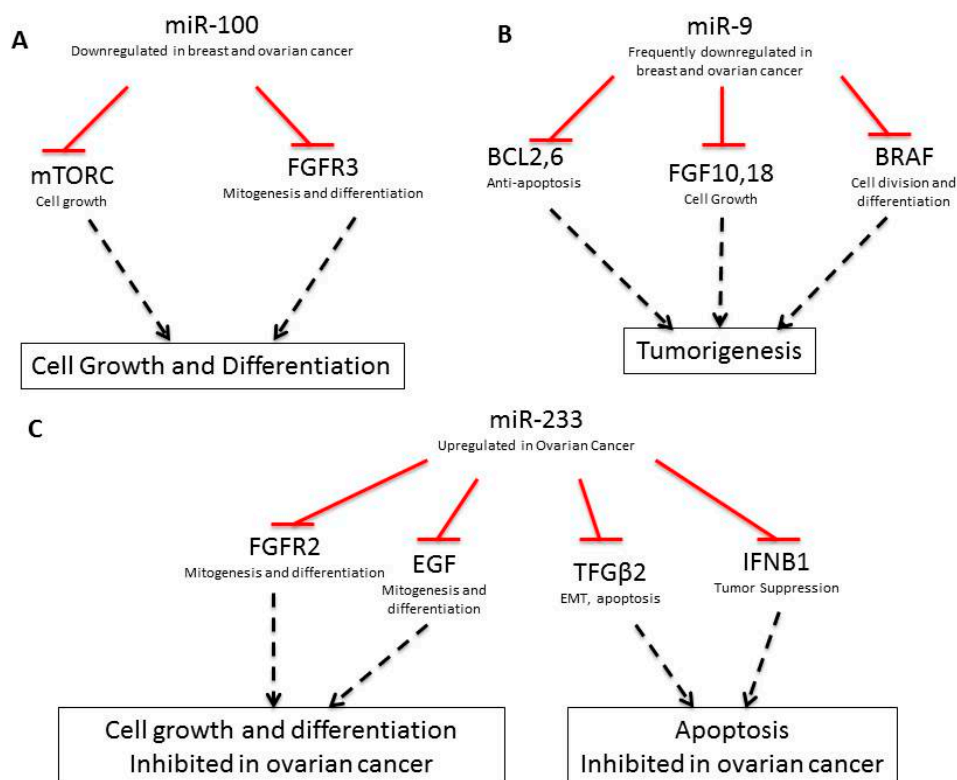 A
miR-100
Downregulated in breast and ovarian cancer
mTORC
Cell growth
FGFR3
Mitogenesis and differentiation
Cell Growth and Differentiation
B
miR-9
Frequently downregulated in
breast and ovarian cancer
BCL2,6
Anti-apoptosis
FGF10,18
Cell Growth
BRAF
Cell division and
differentiation
Tumorigenesis
C
miR-233
Upregulated in Ovarian Cancer
FGFR2
Mitogenesis and differentiation
EGF
Mitogenesis and
differentiation
TFGβ2
EMT, apoptosis
IFNB1
Tumor Suppression
Cell growth and differentiation
Inhibited in ovarian cancer
Apoptosis
Inhibited in ovarian cancer